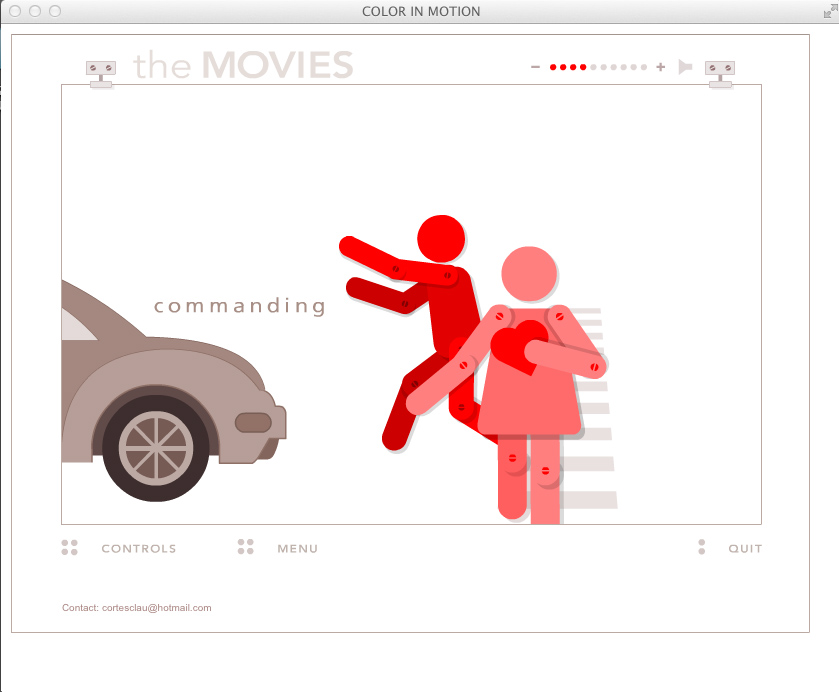 COLOR IN MOTION
the MOVIES
− +
commanding
CONTROLS MENU QUIT
Contact: cortesclau@hotmail.com